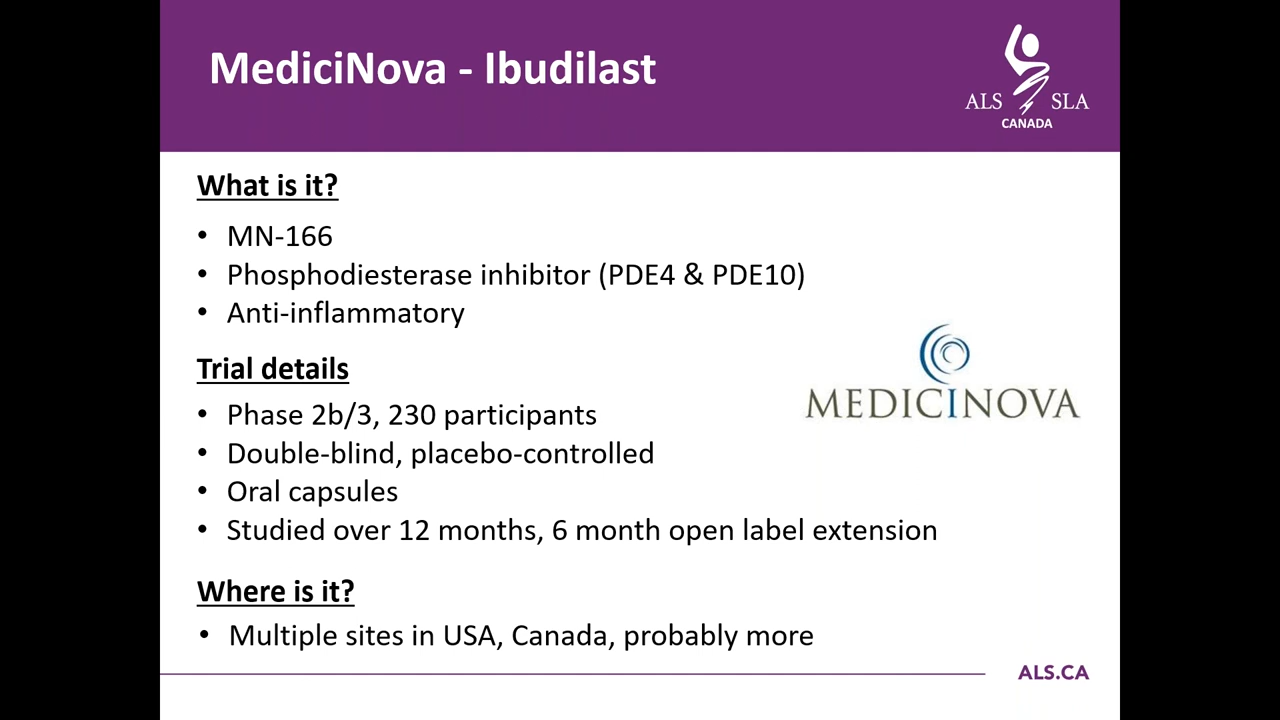 MediciNova - Ibudilast
ALS SLA
CANADA
What is it?
• MN-166
• Phosphodiesterase inhibitor (PDE4 & PDE10)
• Anti-inflammatory
Trial details
• Phase 2b/3, 230 participants
• Double-blind, placebo-controlled
• Oral capsules
• Studied over 12 months, 6 month open label extension
MEDICINOVA
Where is it?
• Multiple sites in USA, Canada, probably more
ALS.CA